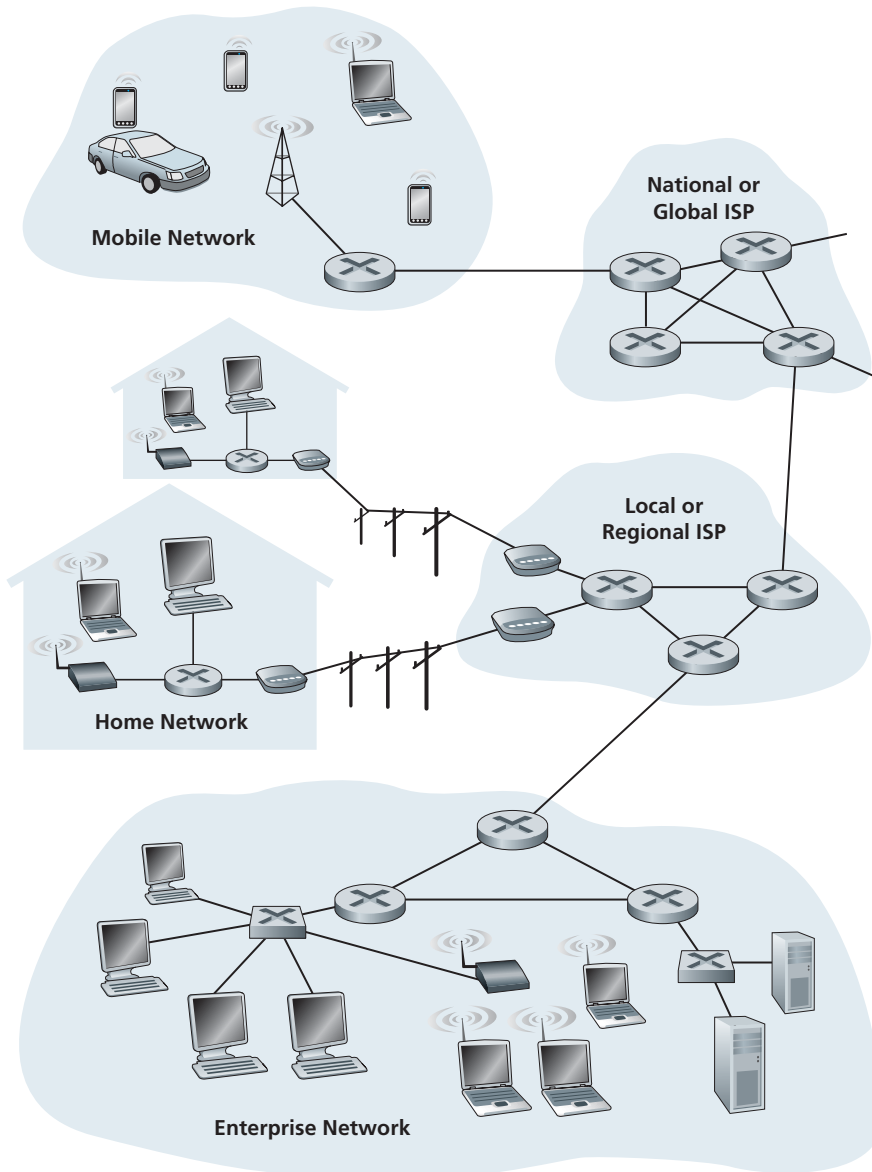 National or
Global ISP
Mobile Network
Local or
Regional ISP
Home Network
Enterprise Network